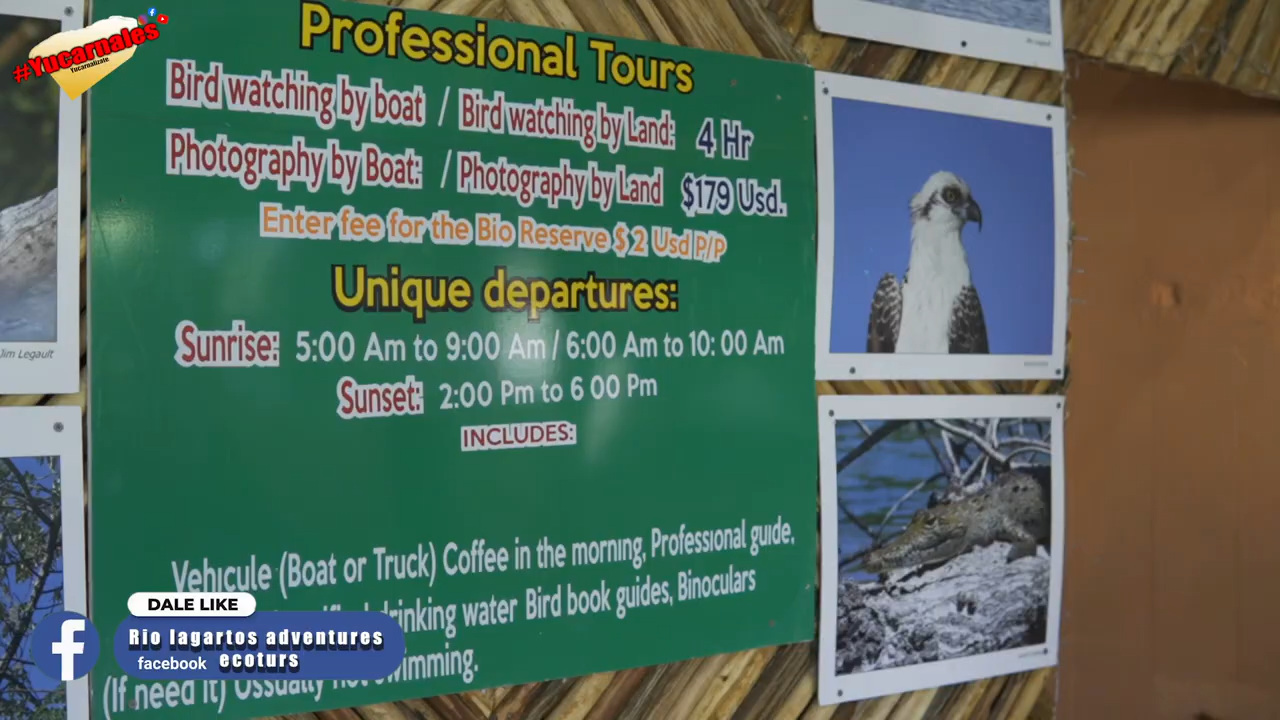 #Yucarnales
Yucarnalizate
Professional Tours
Bird watching by boat / Bird watching by Land: 4 Hr
Photography by Boat: / Photography by Land $179 Usd.
Enter fee for the Bio Reserve $ 2 Usd P/P
Unique departures:
Sunrise: 5:00 Am to 9:00 Am / 6:00 Am to 10: 00 Am
Sunset: 2:00 Pm to 6 00 Pm
INCLUDES:
Vehicule (Boat or Truck) Coffee in the morning, Professional guide,
drinking water Bird book guides, Binoculars
(If need it) Ussually not swimming.
Jim Legault
DALE LIKE
Rio lagartos adventures
facebook ecoturs